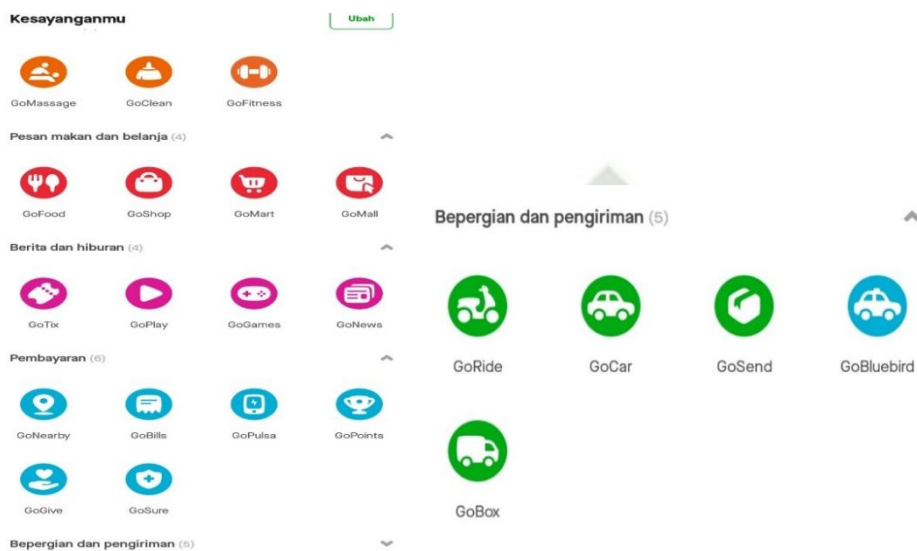 Kesayanganmu
Ubah
GoMassage GoClean GoFitness
Pesan makan dan belanja (4)
GoFood GoShop GoMart GoMall
Berita dan hiburan (4)
GoTix GoPlay GoGames GoNews
Pembayaran (6)
GoNearby GoBills GoPulsa GoPoints
GoGive GoSure
Bepergian dan pengiriman (5)
Bepergian dan pengiriman (5)
GoRide GoCar GoSend GoBluebird
GoBox